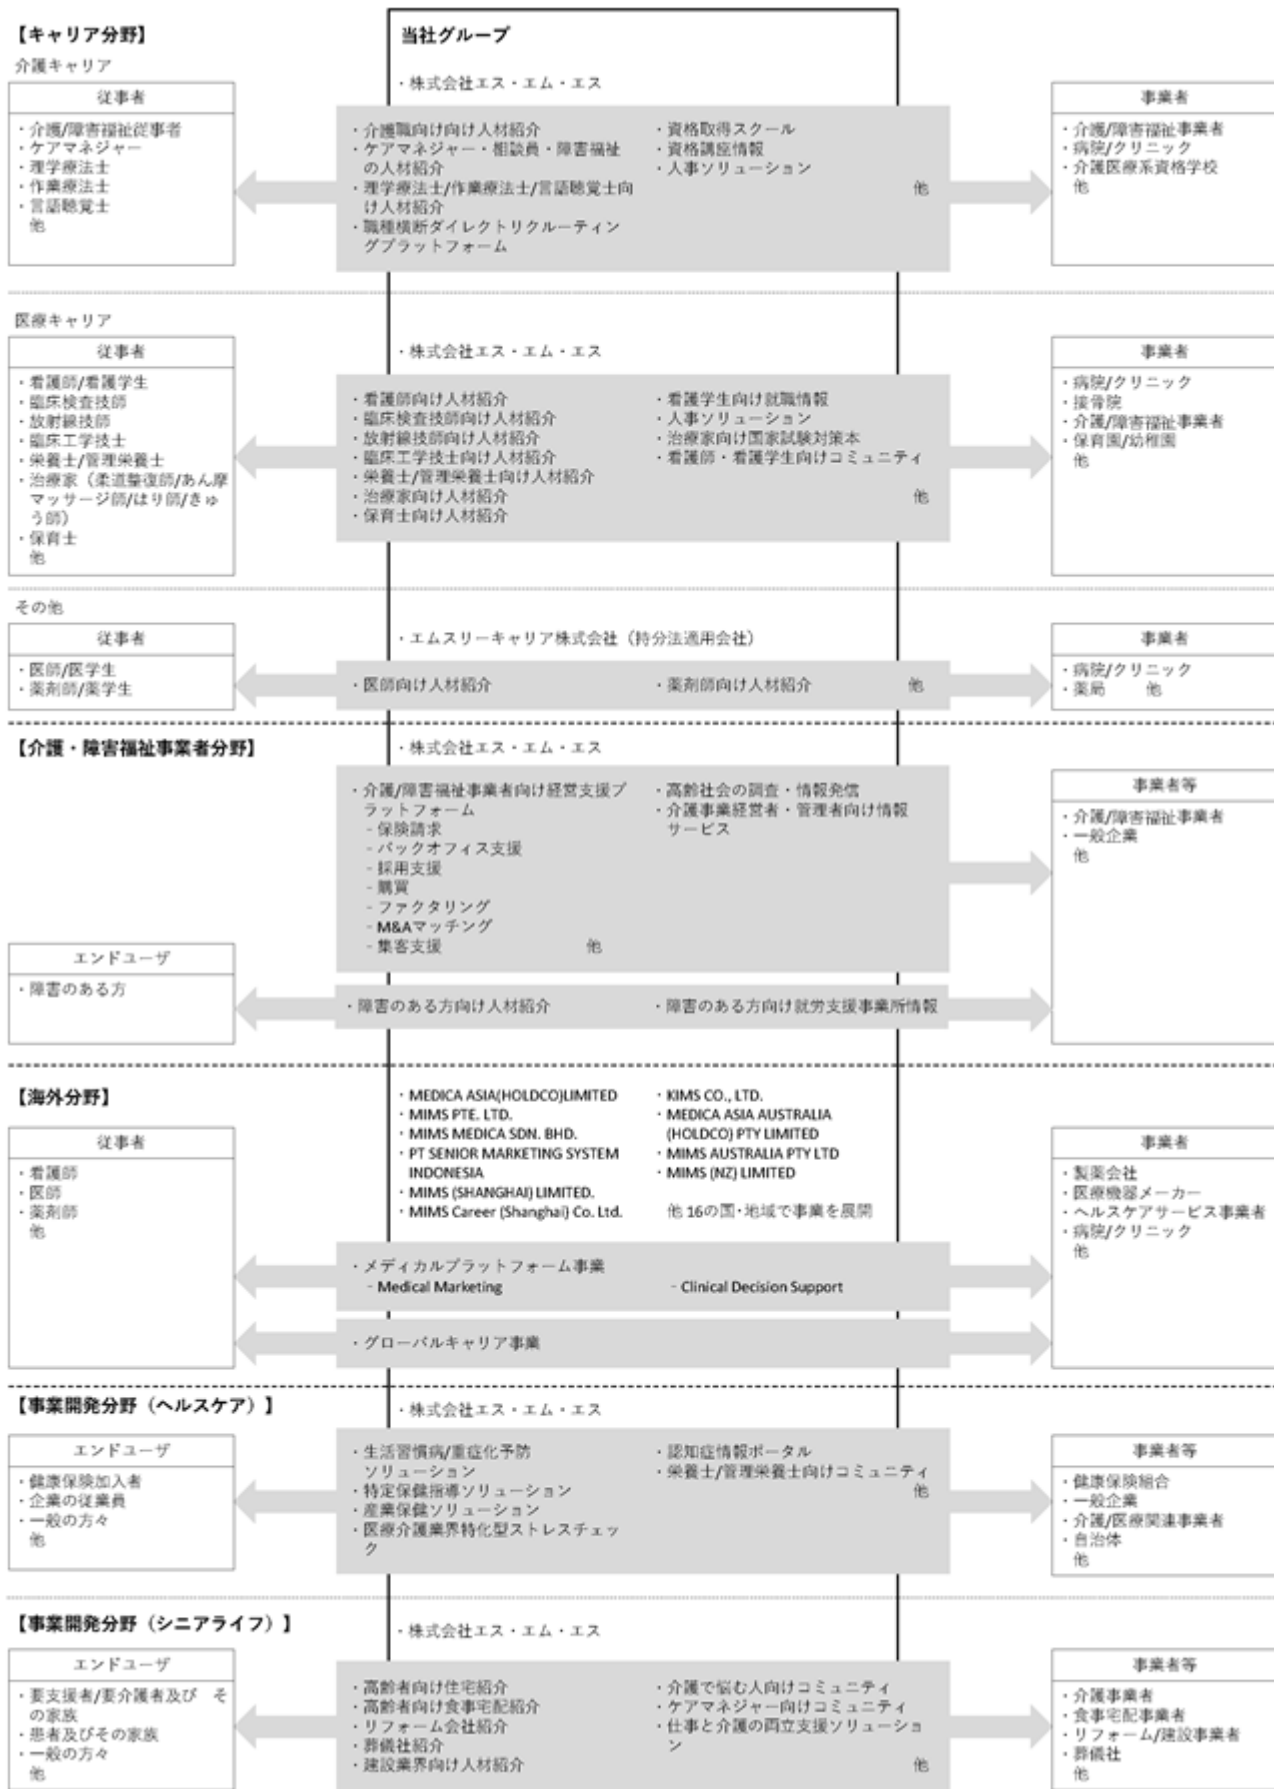 【キャリア分野】
当社グループ
介護キャリア
・株式会社エス・エム・エス
従事者
・介護/障害福祉従事者
・ケアマネジャー
・理学療法士
・作業療法士
・言語聴覚士
他
・介護職向け向け人材紹介
・ケアマネジャー・相談員・障害福祉
の人材紹介
・理学療法士/作業療法士/言語聴覚士向
け人材紹介
・職種横断ダイレクトリクルーティン
グプラットフォーム
・資格取得スクール
・資格講座情報
・人事ソリューション
他
事業者
・介護/障害福祉事業者
・病院/クリニック
・介護医療系資格学校
他
医療キャリア
・株式会社エス・エム・エス
従事者
・看護師/看護学生
・臨床検査技師
・放射線技師
・臨床工学技士
・栄養士/管理栄養士
・治療家（柔道整復師/あん摩
マッサージ師/はり師/きゅ
う師）
・保育士
他
・看護師向け人材紹介
・臨床検査技師向け人材紹介
・放射線技師向け人材紹介
・臨床工学技士向け人材紹介
・栄養士/管理栄養士向け人材紹介
・治療家向け人材紹介
・保育士向け人材紹介
・看護学生向け就職情報
・人事ソリューション
・治療家向け国家試験対策本
・看護師・看護学生向けコミュニティ
他
事業者
・病院/クリニック
・接骨院
・介護/障害福祉事業者
・保育園/幼稚園
他
その他
・エムスリーキャリア株式会社（持分法適用会社）
従事者
・医師/医学生
・薬剤師/薬学生
・医師向け人材紹介
・薬剤師向け人材紹介 他
事業者
・病院/クリニック
・薬局 他
【介護・障害福祉事業者分野】
・株式会社エス・エム・エス
・介護/障害福祉事業者向け経営支援プ
ラットフォーム
- 保険請求
- バックオフィス支援
- 採用支援
- 購買
- ファクタリング
- M&Aマッチング
- 集客支援 他
・高齢社会の調査・情報発信
・介護事業経営者・管理者向け情報
サービス
事業者等
・介護/障害福祉事業者
・一般企業
他
エンドユーザ
・障害のある方
・障害のある方向け人材紹介
・障害のある方向け就労支援事業所情報
【海外分野】
・MEDICA ASIA(HOLDCO)LIMITED
・MIMS PTE. LTD.
・MIMS MEDICA SDN. BHD.
・PT SENIOR MARKETING SYSTEM
INDONESIA
・MIMS (SHANGHAI) LIMITED.
・MIMS Career (Shanghai) Co. Ltd.
・KIMS CO., LTD.
・MEDICA ASIA AUSTRALIA
(HOLDCO) PTY LIMITED
・MIMS AUSTRALIA PTY LTD
・MIMS (NZ) LIMITED
他 16の国・地域で事業を展開
従事者
・看護師
・医師
・薬剤師
他
・メディカルプラットフォーム事業
- Medical Marketing
- Clinical Decision Support
・グローバルキャリア事業
事業者
・製薬会社
・医療機器メーカー
・ヘルスケアサービス事業者
・病院/クリニック
他
【事業開発分野（ヘルスケア）】
・株式会社エス・エム・エス
エンドユーザ
・健康保険加入者
・企業の従業員
・一般の方々
他
・生活習慣病/重症化予防
ソリューション
・特定保健指導ソリューション
・産業保健ソリューション
・医療介護業界特化型ストレスチェッ
ク
・認知症情報ポータル
・栄養士/管理栄養士向けコミュニティ
他
事業者等
・健康保険組合
・一般企業
・介護/医療関連事業者
・自治体
他
【事業開発分野（シニアライフ）】
・株式会社エス・エム・エス
エンドユーザ
・要支援者/要介護者及び そ
の家族
・患者及びその家族
・一般の方々
他
・高齢者向け住宅紹介
・高齢者向け食事宅配紹介
・リフォーム会社紹介
・葬儀社紹介
・建設業界向け人材紹介
・介護で悩む人向けコミュニティ
・ケアマネジャー向けコミュニティ
・仕事と介護の両立支援ソリューショ
ン
他
事業者等
・介護事業者
・食事宅配事業者
・リフォーム/建設事業者
・葬儀社
他